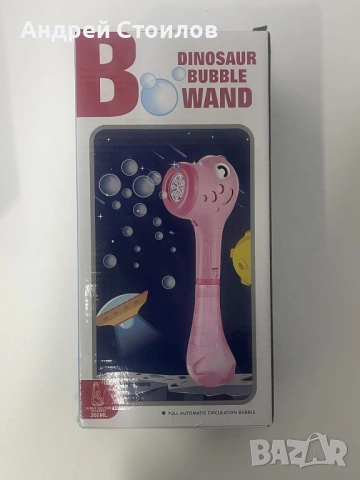 Андрей Стоилов
B
DINOSAUR
BUBBLE
WAND
FULL AUTOMATIC CIRCULATION BUBBLE
BAZAR